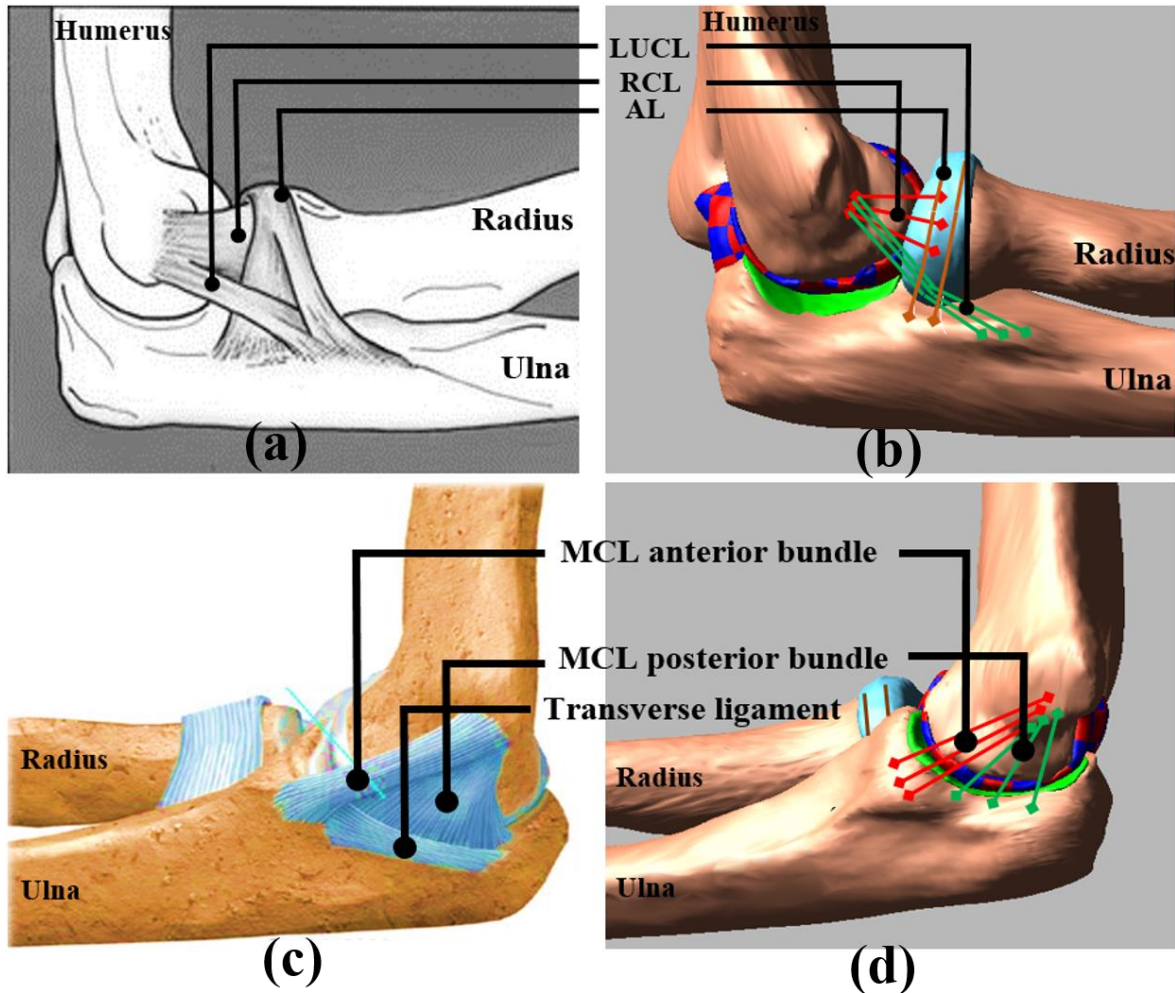 Humerus
Humerus
LUCL
RCL
AL
Radius
Radius
Ulna
Ulna
(a)
(b)
MCL anterior bundle
MCL posterior bundle
Transverse ligament
Radius
Radius
Ulna
Ulna
(c)
(d)